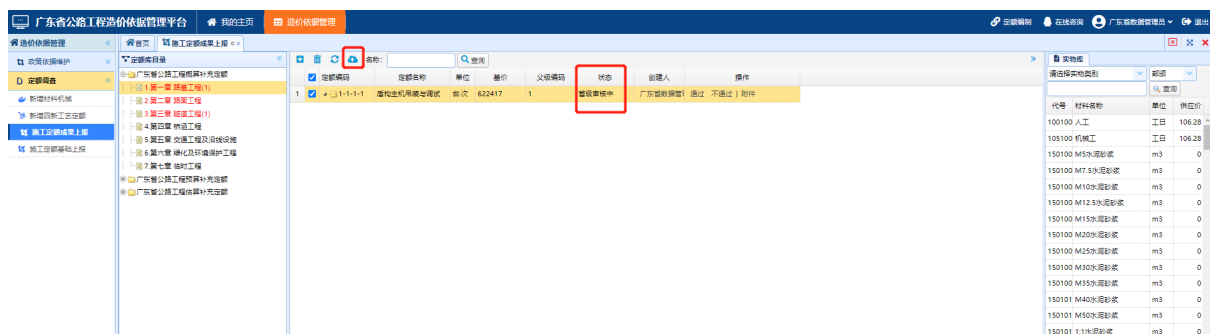 广东省公路工程造价依据管理平台 我的主页 造价依据管理 定额编制 在线咨询 广东省数据管理员 退出
造价依据管理 首页 施工定额成果上报
政策依据维护
定额调查
新增材料机械
新增四新工艺定额
施工定额成果上报
施工定额基础上报
定额库目录
广东省公路工程概算补充定额
1.第一章 路基工程(1)
2.第二章 路面工程
3.第三章 隧道工程(1)
4.第四章 桥涵工程
5.第五章 交通工程及沿线设施
6.第六章 绿化及环境保护工程
7.第七章 临时工程
广东省公路工程预算补充定额
广东省公路工程估算补充定额
名称: 查询
定额编码 定额名称 单位 基价 父级编码 状态 创建人 操作
1 1-1-1-1 盾构主机吊装与调试 台·次 622417 1 省级审核中 广东省数据管 通过 不通过 | 附件
实物库
请选择实物类别 部颁
查询
代号 材料名称 单位 供应价
100100 人工 工日 106.28
105100 机械工 工日 106.28
150100 M5水泥砂浆 m3 0
150100 M7.5水泥砂浆 m3 0
150100 M10水泥砂浆 m3 0
150100 M12.5水泥砂浆 m3 0
150100 M15水泥砂浆 m3 0
150100 M20水泥砂浆 m3 0
150100 M25水泥砂浆 m3 0
150100 M30水泥砂浆 m3 0
150100 M35水泥砂浆 m3 0
150101 M40水泥砂浆 m3 0
150101 M50水泥砂浆 m3 0
150101 1:1水泥砂浆 m3 0